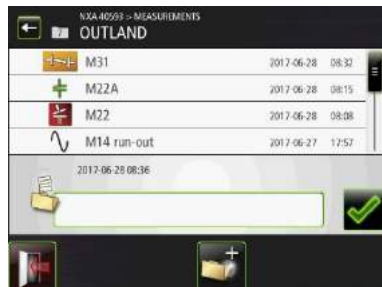 NXA 40593 > MEASUREMENTS
OUTLAND
M31 2017-06-28 08:32
M22A 2017-06-28 08:15
M22 2017-06-28 08:08
M14 run-out 2017-06-27 17:57
2017-06-28 08:36